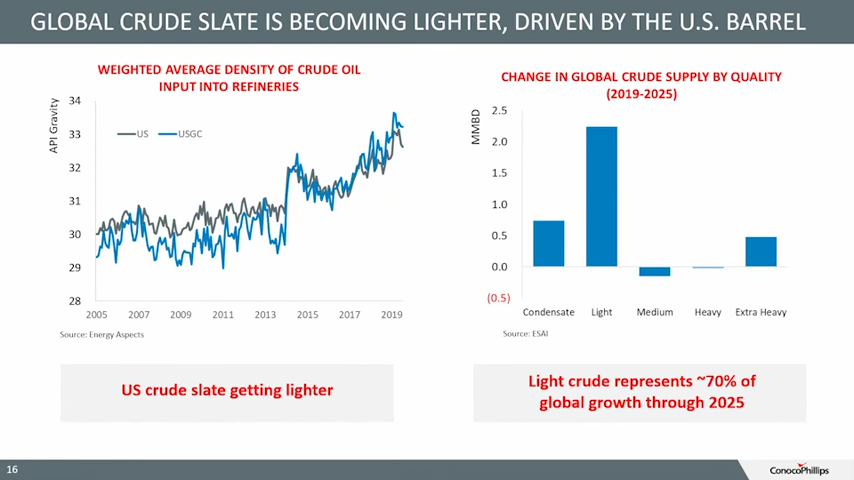 GLOBAL CRUDE SLATE IS BECOMING LIGHTER, DRIVEN BY THE U.S. BARREL
WEIGHTED AVERAGE DENSITY OF CRUDE OIL
INPUT INTO REFINERIES
API Gravity
34
33
32
31
30
29
28
US
USGC
2005
2007
2009
2011
2013
2015
2017
2019
Source: Energy Aspects
US crude slate getting lighter
CHANGE IN GLOBAL CRUDE SUPPLY BY QUALITY
(2019-2025)
MMBD
2.5
2.0
1.5
1.0
0.5
0.0
(0.5)
Condensate
Light
Medium
Heavy
Extra Heavy
Source: ESAI
Light crude represents ~70% of
global growth through 2025
16
ConocoPhillips